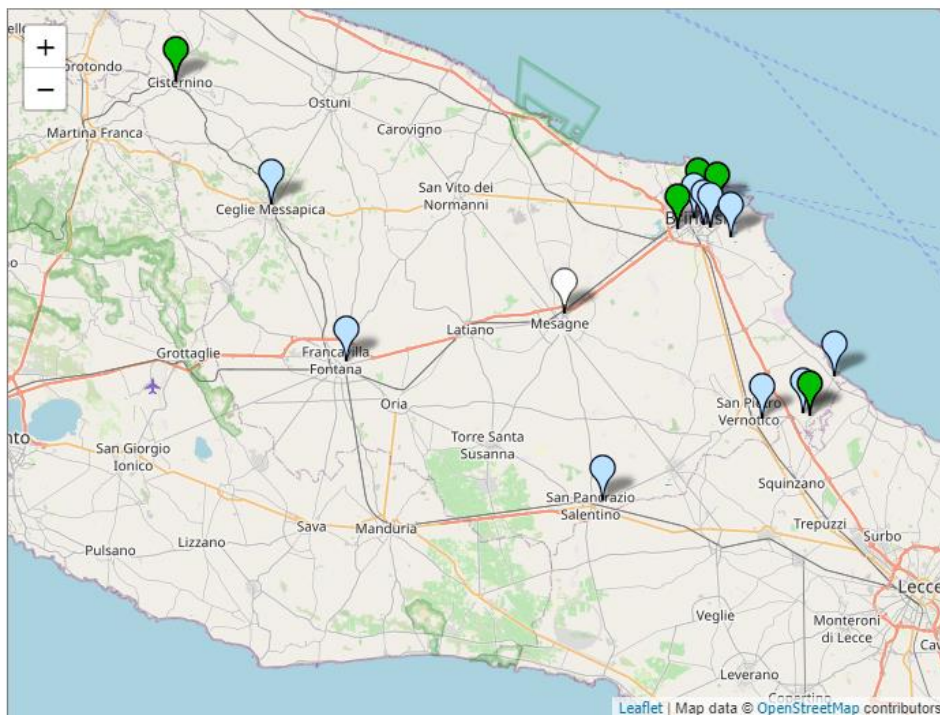 +
−
Cisternino
Ostuni
Martina Franca
Carovigno
Ceglie Messapica
San Vito dei
Normanni
Latiano
Mesagne
Grottaglie
Francavilla
Fontana
Oria
San Pietro
Vernotico
San Giorgio
Ionico
Torre Santa
Susanna
Squinzano
San Pancrazio
Salentino
Sava
Manduria
Trepuzzi
Surbo
Pulsano
Lizzano
Lecce
Veglie
Monteroni
di Lecce
Leverano
Copertino
Leaflet | Map data © OpenStreetMap contributors